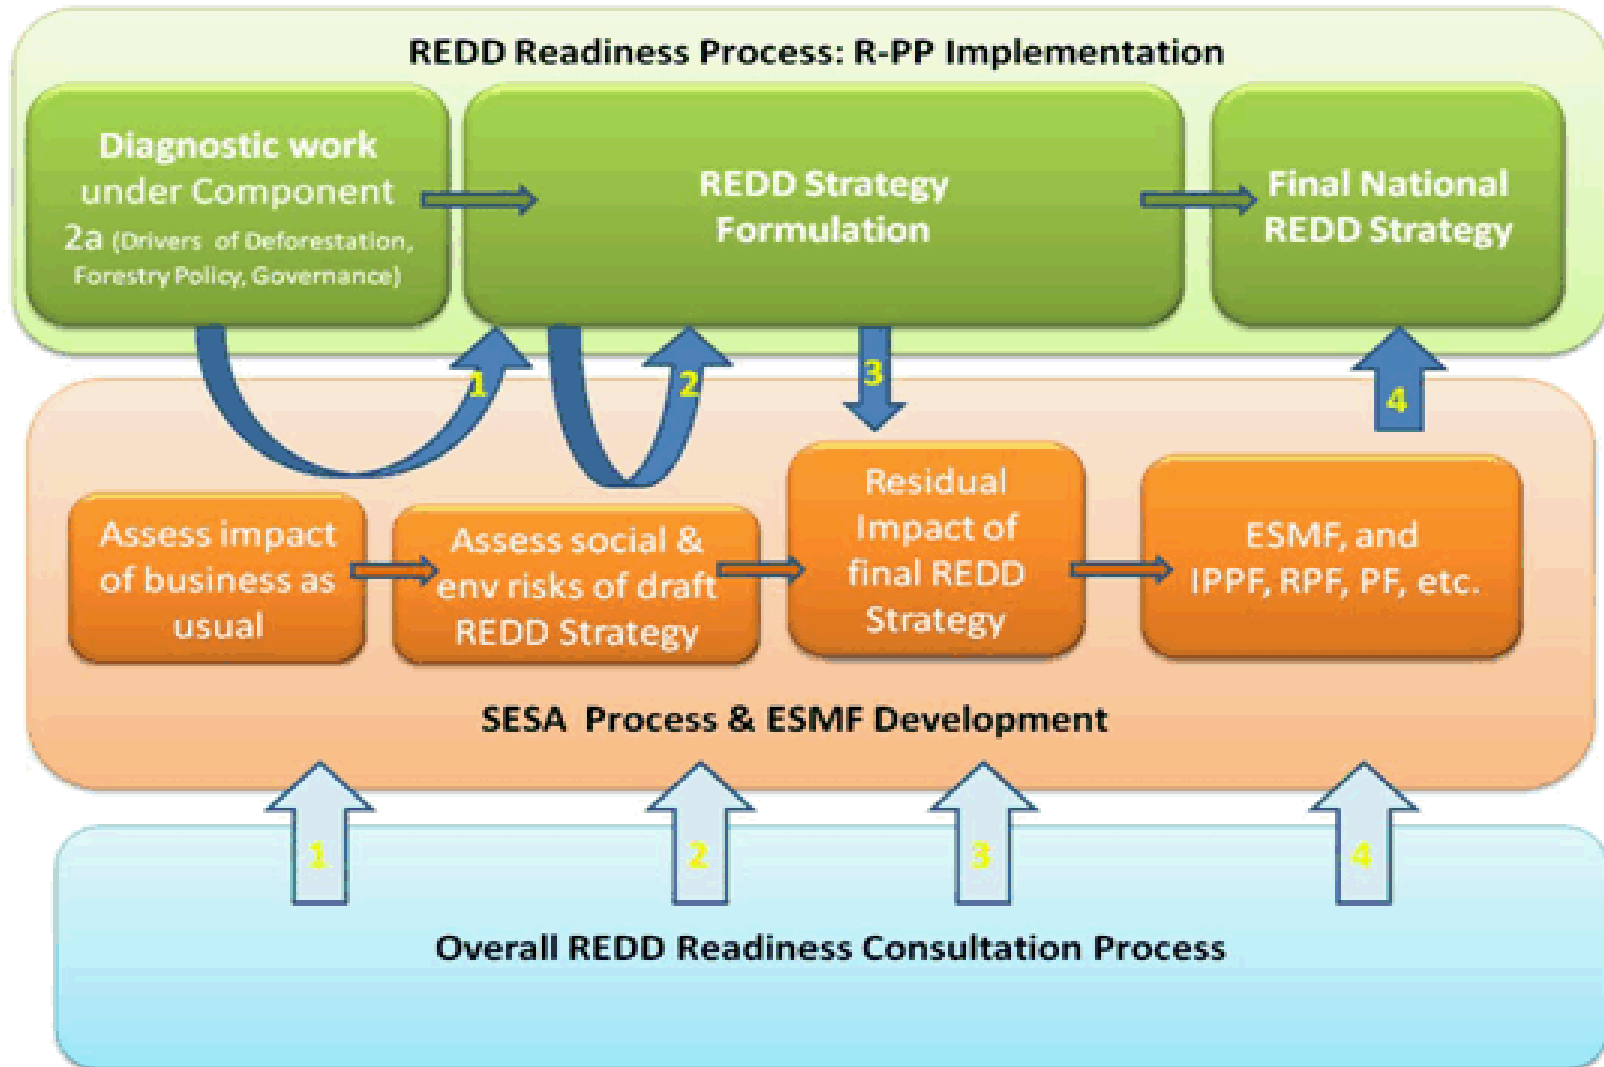 REDD Readiness Process: R-PP Implementation
Diagnostic work
under Component
2a (Drivers of Deforestation,
Forestry Policy, Governance)
REDD Strategy
Formulation
Final National
REDD Strategy
1
2
3
4
Assess impact
of business as
usual
Assess social &
env risks of draft
REDD Strategy
Residual
Impact of
final REDD
Strategy
ESMF, and
IPPF, RPF, PF, etc.
SESA Process & ESMF Development
1
2
3
4
Overall REDD Readiness Consultation Process